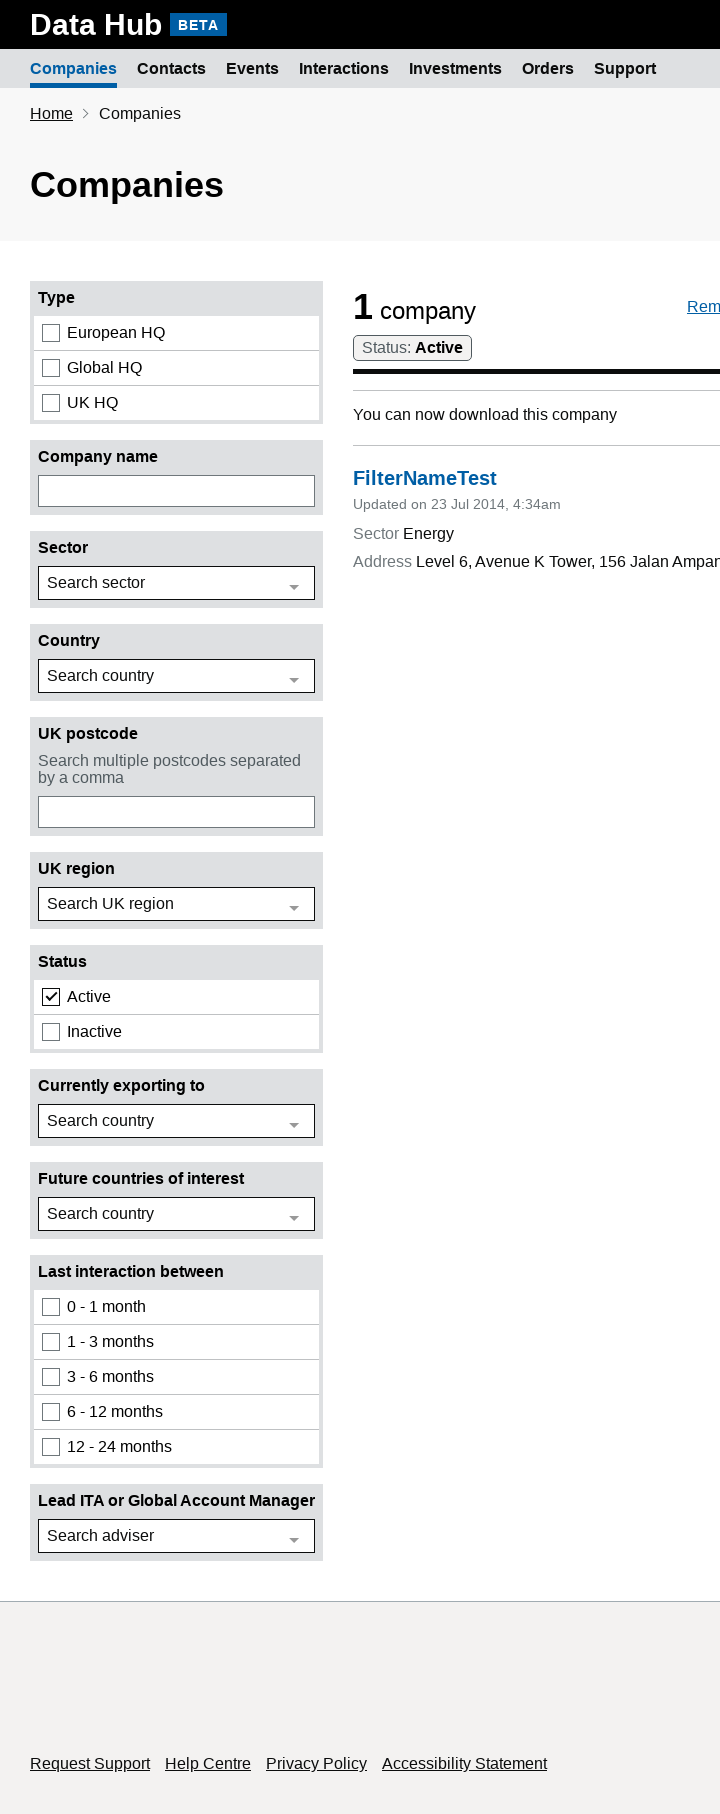 Data Hub BETA
Companies Contacts Events Interactions Investments Orders Support
Home Companies
Companies
Type
European HQ
Global HQ
UK HQ
Company name
Sector
Search sector
Country
Search country
UK postcode
Search multiple postcodes separated
by a comma
UK region
Search UK region
Status
Active
Inactive
Currently exporting to
Search country
Future countries of interest
Search country
Last interaction between
0 - 1 month
1 - 3 months
3 - 6 months
6 - 12 months
12 - 24 months
Lead ITA or Global Account Manager
Search adviser
1 company
Status: Active
You can now download this company
FilterNameTest
Updated on 23 Jul 2014, 4:34am
Sector Energy
Address Level 6, Avenue K Tower, 156 Jalan
Request Support Help Centre Privacy Policy Accessibility Statement